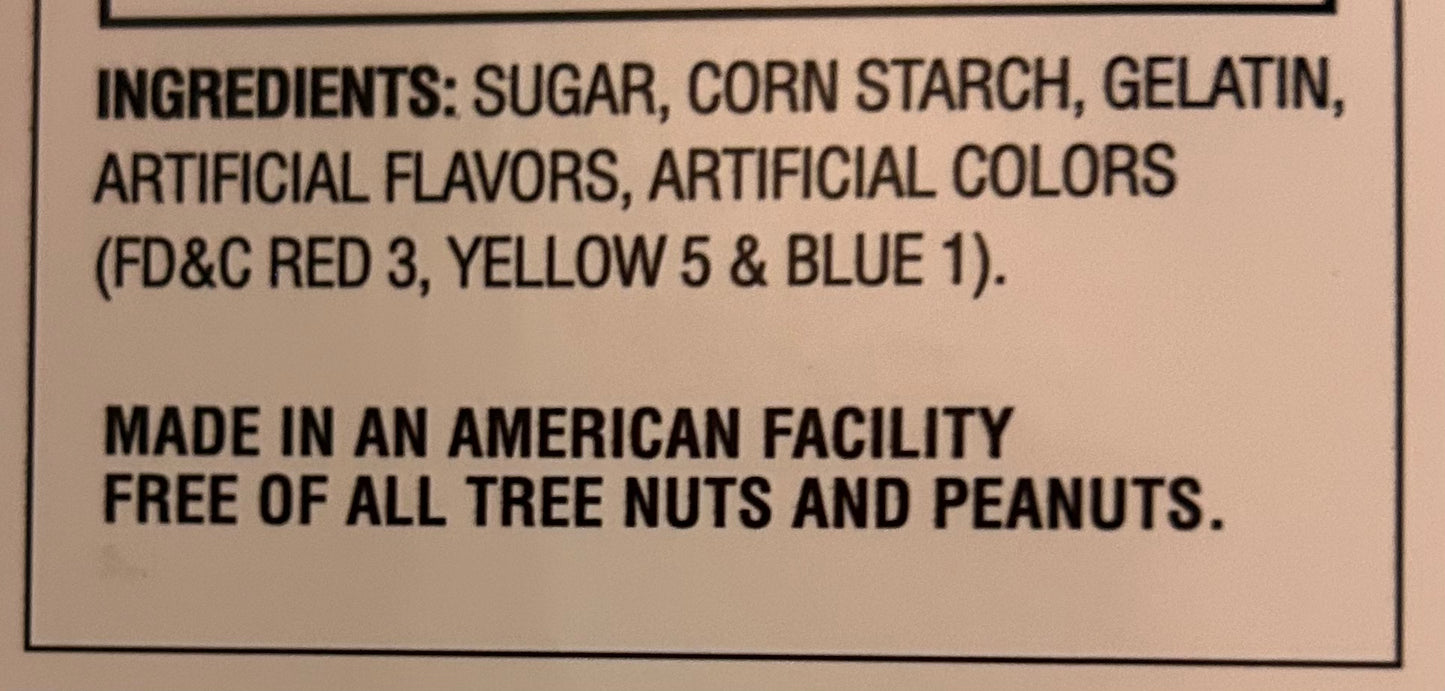 INGREDIENTS: SUGAR, CORN STARCH, GELATIN,
ARTIFICIAL FLAVORS, ARTIFICIAL COLORS
(FD&C RED 3, YELLOW 5 & BLUE 1).
MADE IN AN AMERICAN FACILITY
FREE OF ALL TREE NUTS AND PEANUTS.